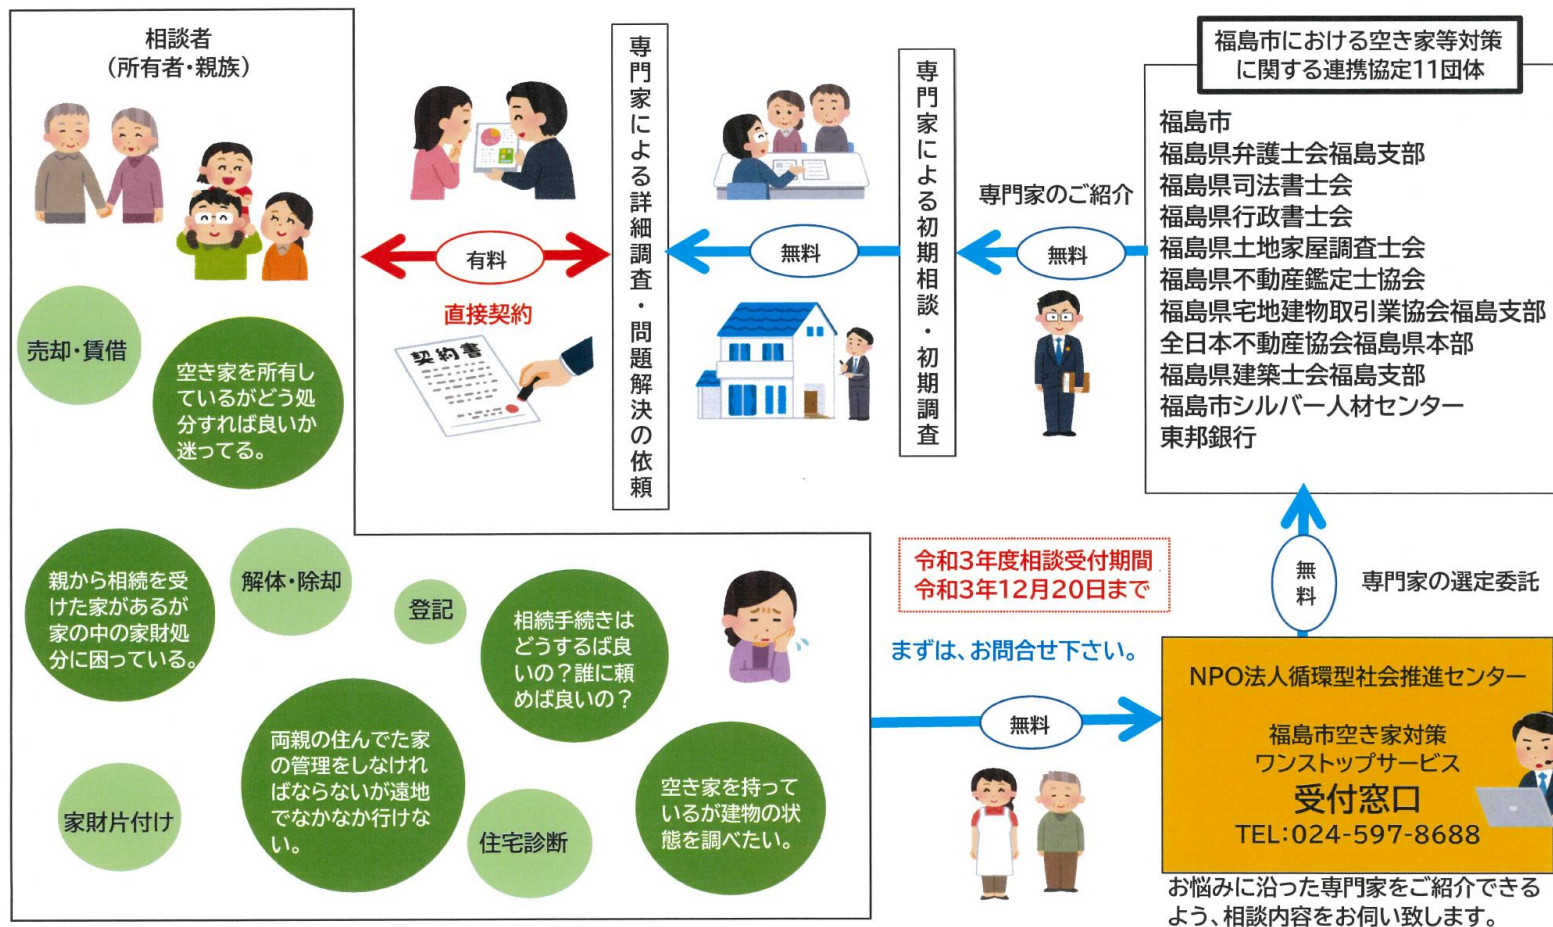 相談者
（所有者・親族）
売却・賃借
空き家を所有し
ているがどう処
分すれば良いか
迷ってる。
親から相続を受
けた家があるが
家の中の家財処
分に困っている。
解体・除却
登記
相続手続きは
どうするば良
いの？誰に頼
めば良いの？
両親の住んでた家
の管理をしなけれ
ばならないが遠地
でなかなか行けな
い。
家財片付け
住宅診断
空き家を持って
いるが建物の状
態を調べたい。
有料
直接契約
契約書
専門家による詳細調査・問題解決の依頼
無料
専門家による初期相談・初期調査
専門家のご紹介
無料
福島市における空き家等対策
に関する連携協定11団体
福島市
福島県弁護士会福島支部
福島県司法書士会
福島県行政書士会
福島県土地家屋調査士会
福島県不動産鑑定士協会
福島県宅地建物取引業協会福島支部
全日本不動産協会福島県本部
福島県建築士会福島支部
福島市シルバー人材センター
東邦銀行
令和3年度相談受付期間
令和3年12月20日まで
まずは、お問合せ下さい。
無料
無料
専門家の選定委託
NPO法人循環型社会推進センター
福島市空き家対策
ワンストップサービス
受付窓口
TEL:024-597-8688
お悩みに沿った専門家をご紹介できる
よう、相談内容をお伺い致します。